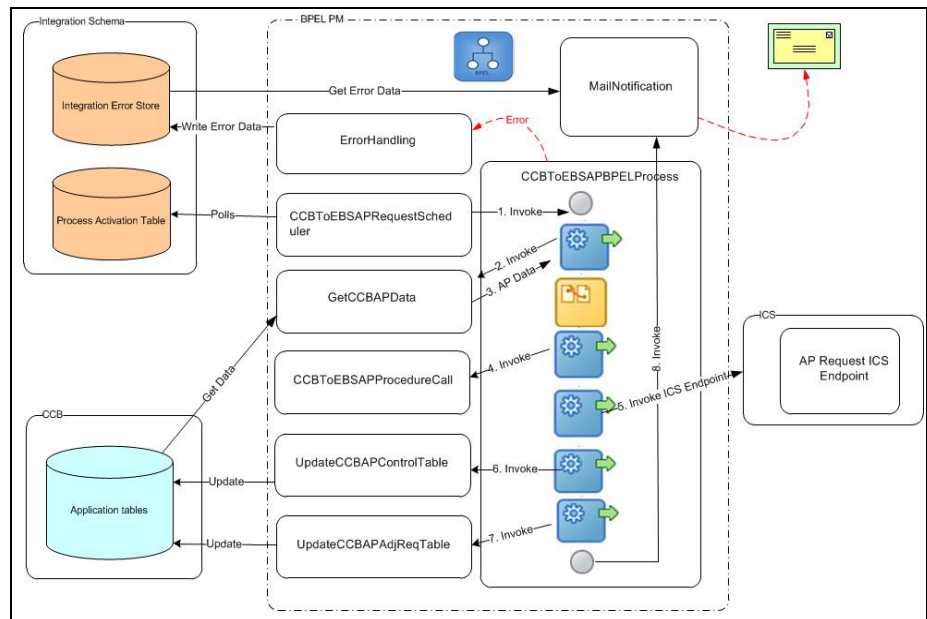 Integration Schema
BPEL PM
BPEL
Integration Error Store
Get Error Data
MailNotification
Write Error Data
ErrorHandling
Error
CCBToEBSAPBPELProcess
Process Activation Table
Polls
CCBToEBSAPRequestSched
uler
1. Invoke
2. Invoke
3. AP Data
GetCCBAPData
Get Data
CCBToEBSAPProcedureCall
4. Invoke
8. Invoke
ICS
AP Request ICS
Endpoint
5. Invoke ICS Endpoint
CCB
Application tables
Update
UpdateCCBAPControlTable
6. Invoke
Update
UpdateCCBAPAdjReqTable
7. Invoke